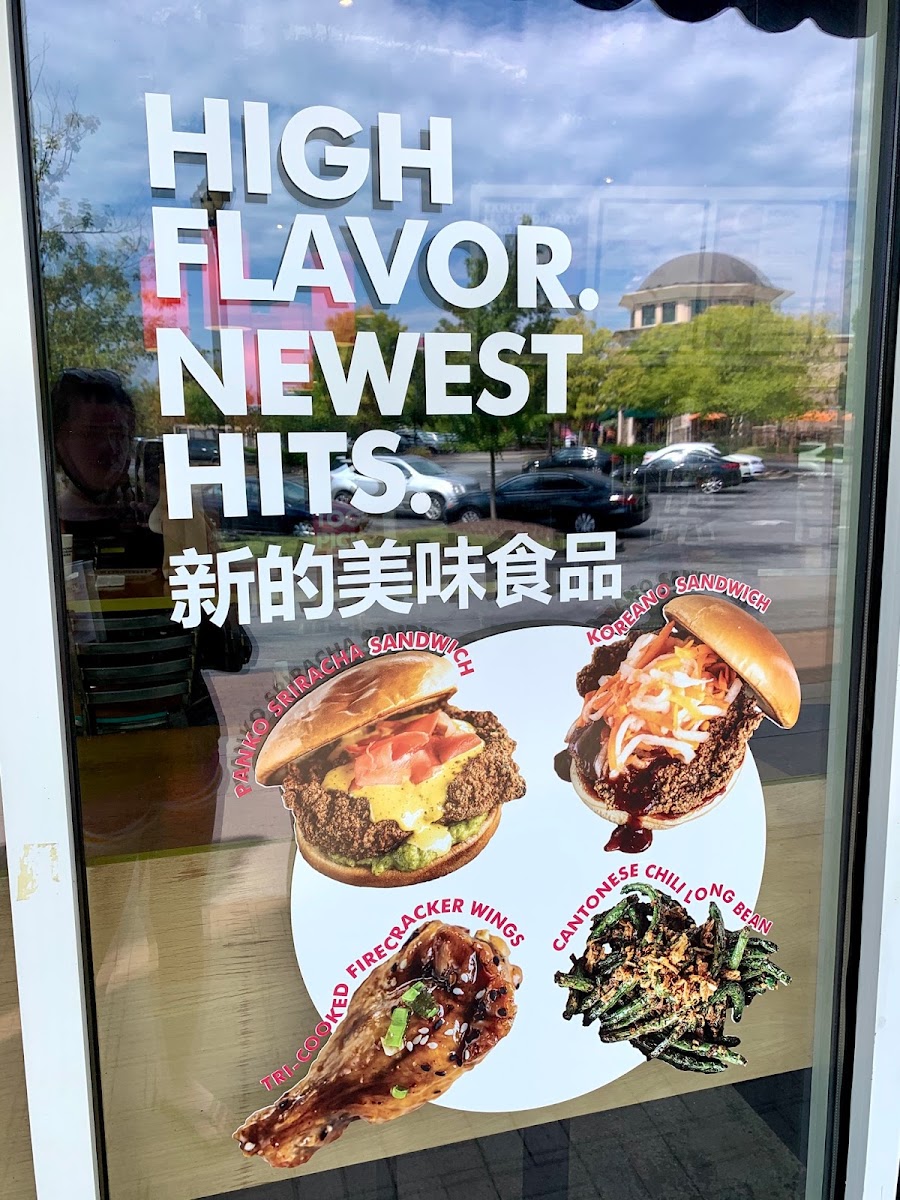 HIGH
FLAVOR.
NEWEST
HITS.
新的美味食品
PANKO SRIRACHA SANDWICH
KOREANO SANDWICH
TRI-COOKED FIRECRACKER WINGS
CANTONESE CHILI LONG BEAN